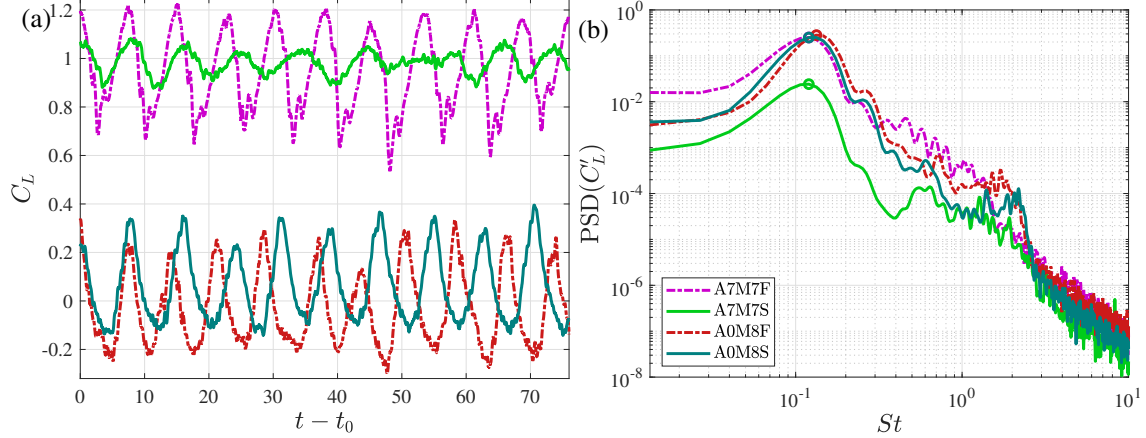 (a)
1.2
1
0.8
0.6
0.4
0.2
0
-0.2
C_L
0 10 20 30 40 50 60 70
t − t_0
(b)
10^0
10^-2
10^-4
10^-6
10^-8
PSD(C'_L)
A7M7F
A7M7S
A0M8F
A0M8S
10^-1 10^0 10^1
St